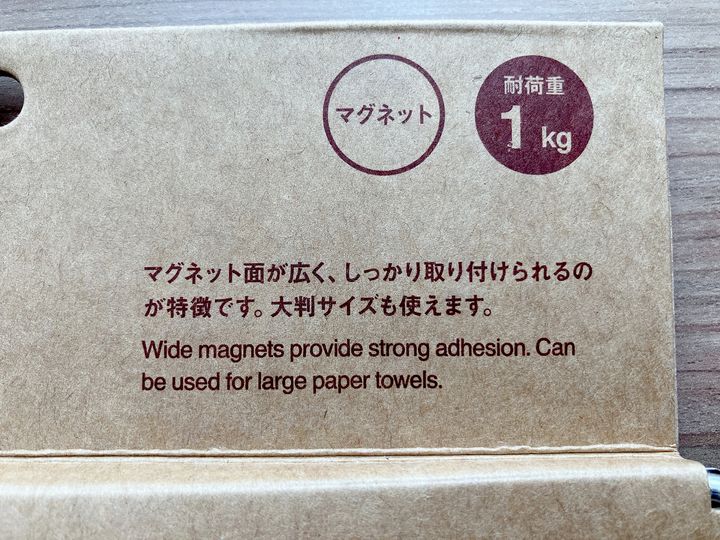 マグネット
耐荷重
1 kg
マグネット面が広く、しっかり取り付けられるの
が特徴です。大判サイズも使えます。
Wide magnets provide strong adhesion. Can
be used for large paper towels.